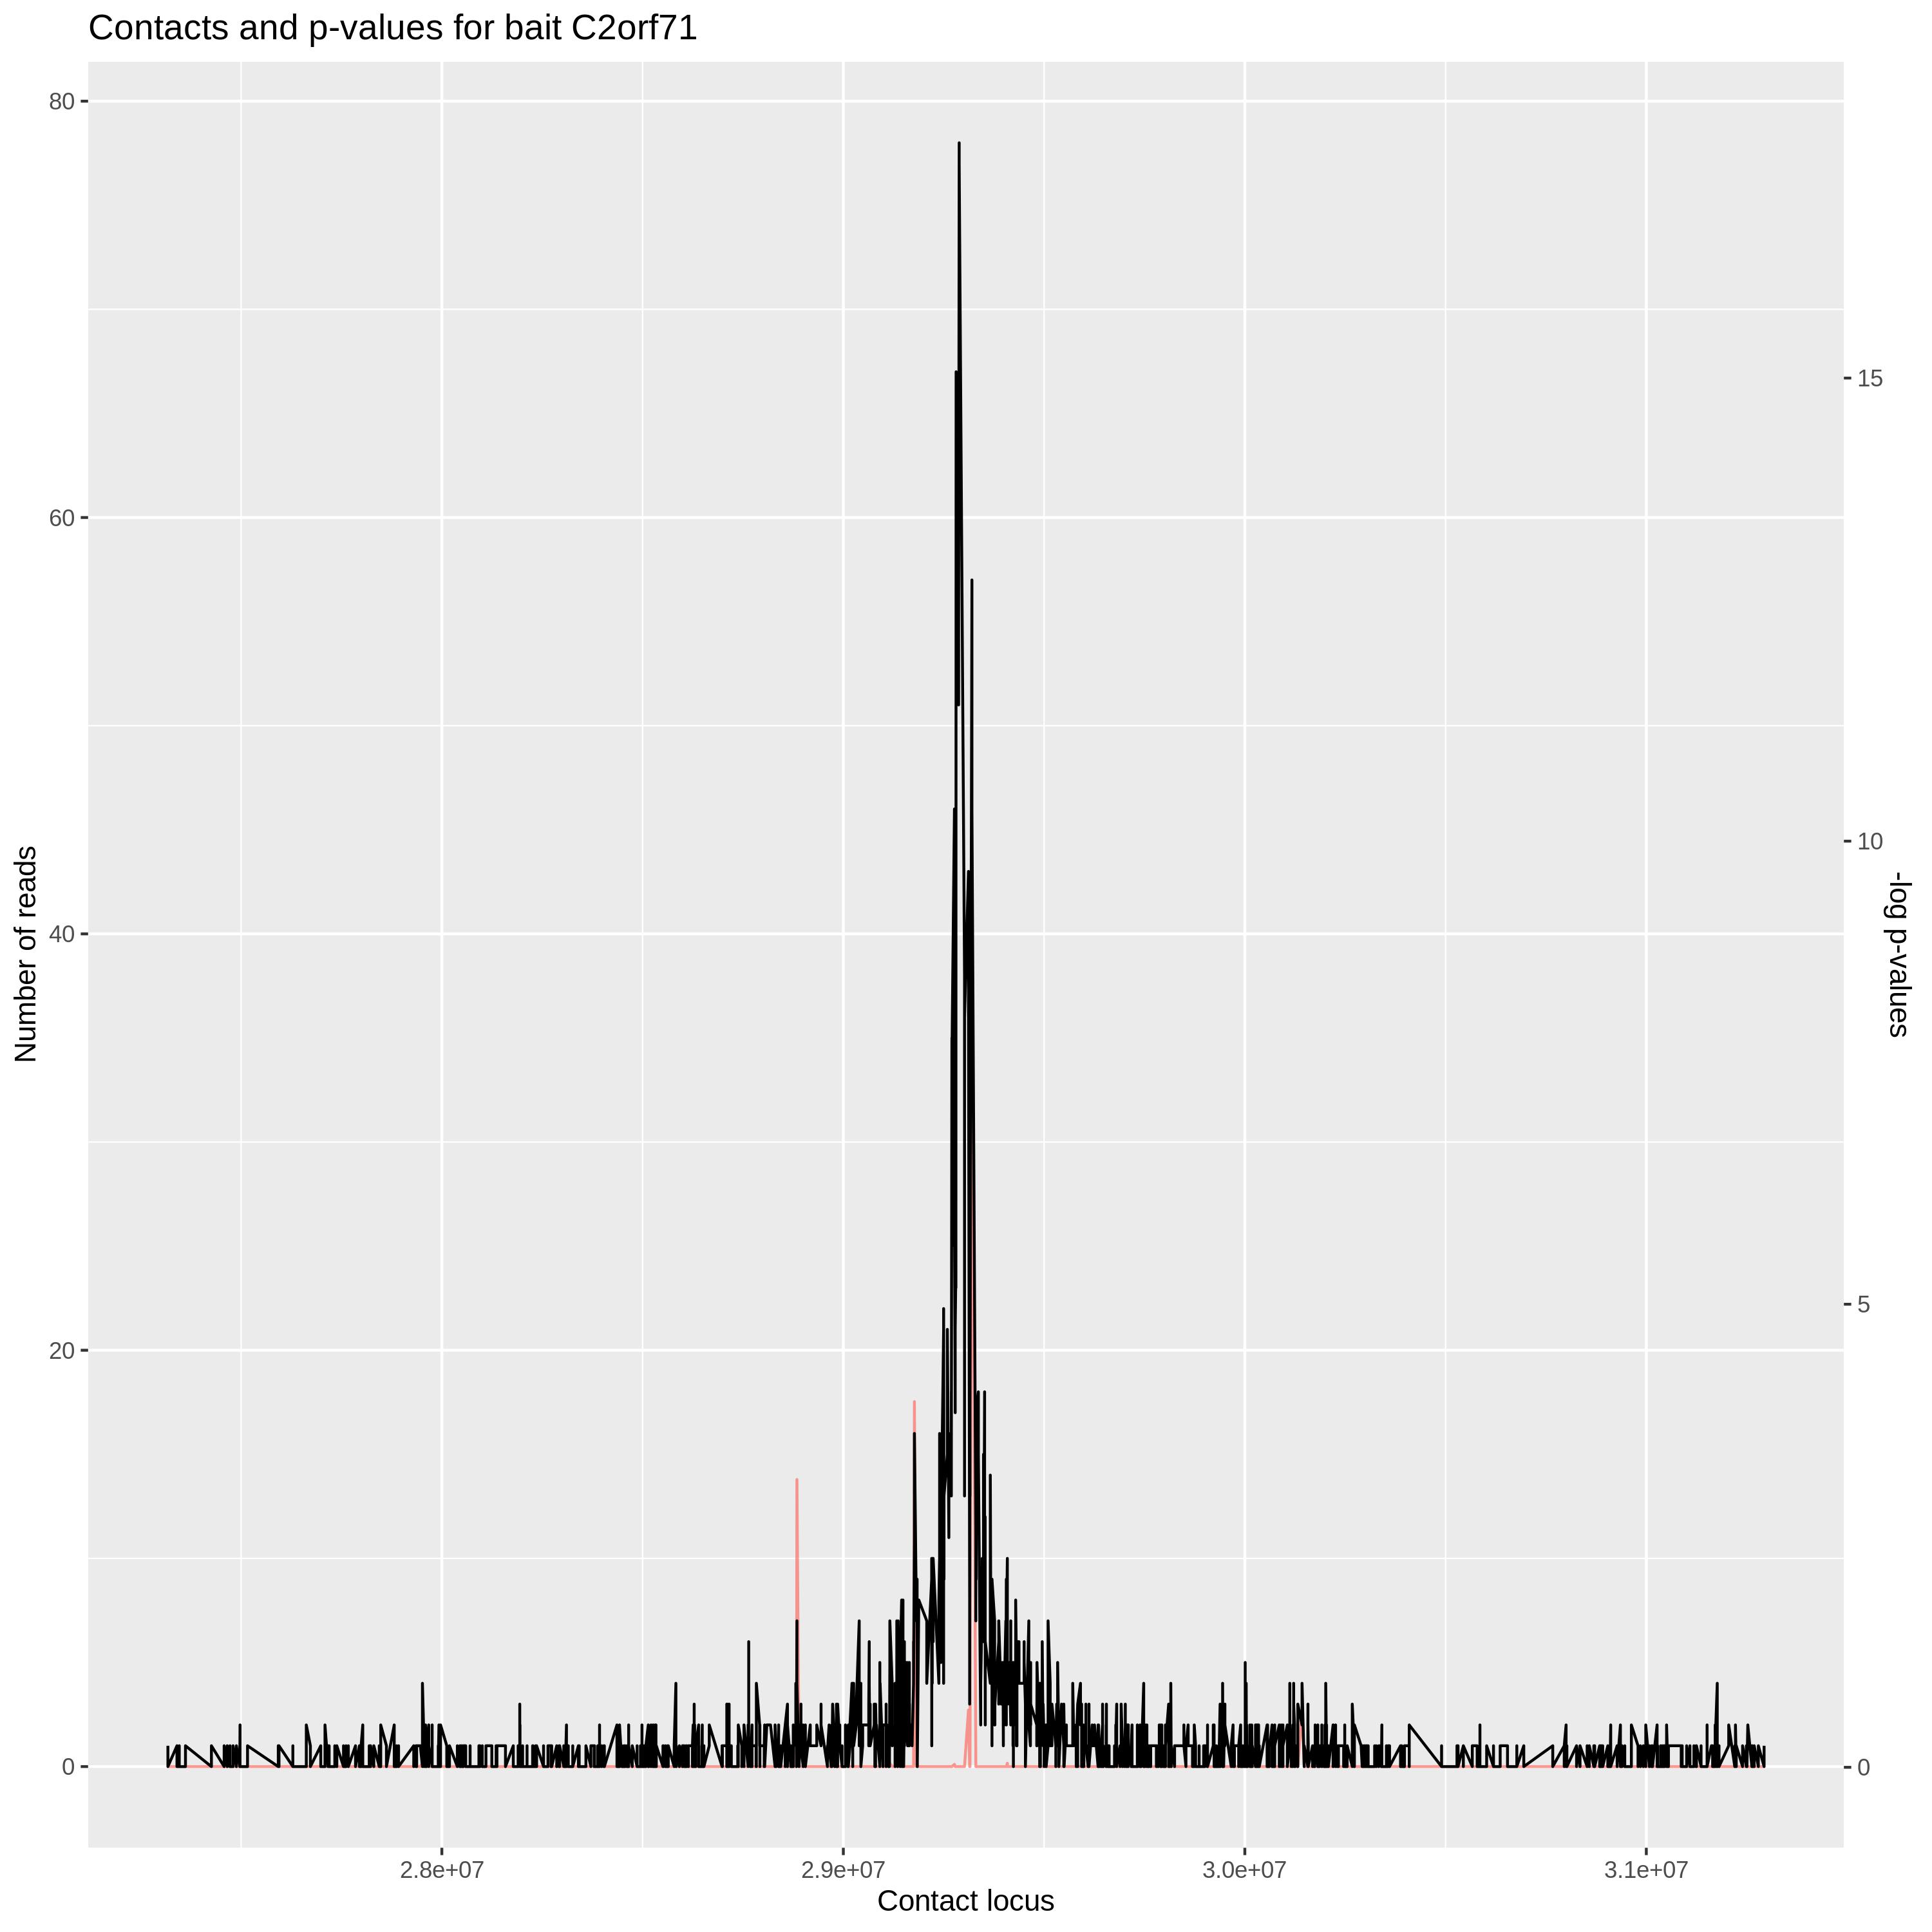 Contacts and p-values for bait C2orf71
80
60
40
20
0
Number of reads
15
10
5
0
-log p-values
2.8e+07
2.9e+07
3.0e+07
3.1e+07
Contact locus